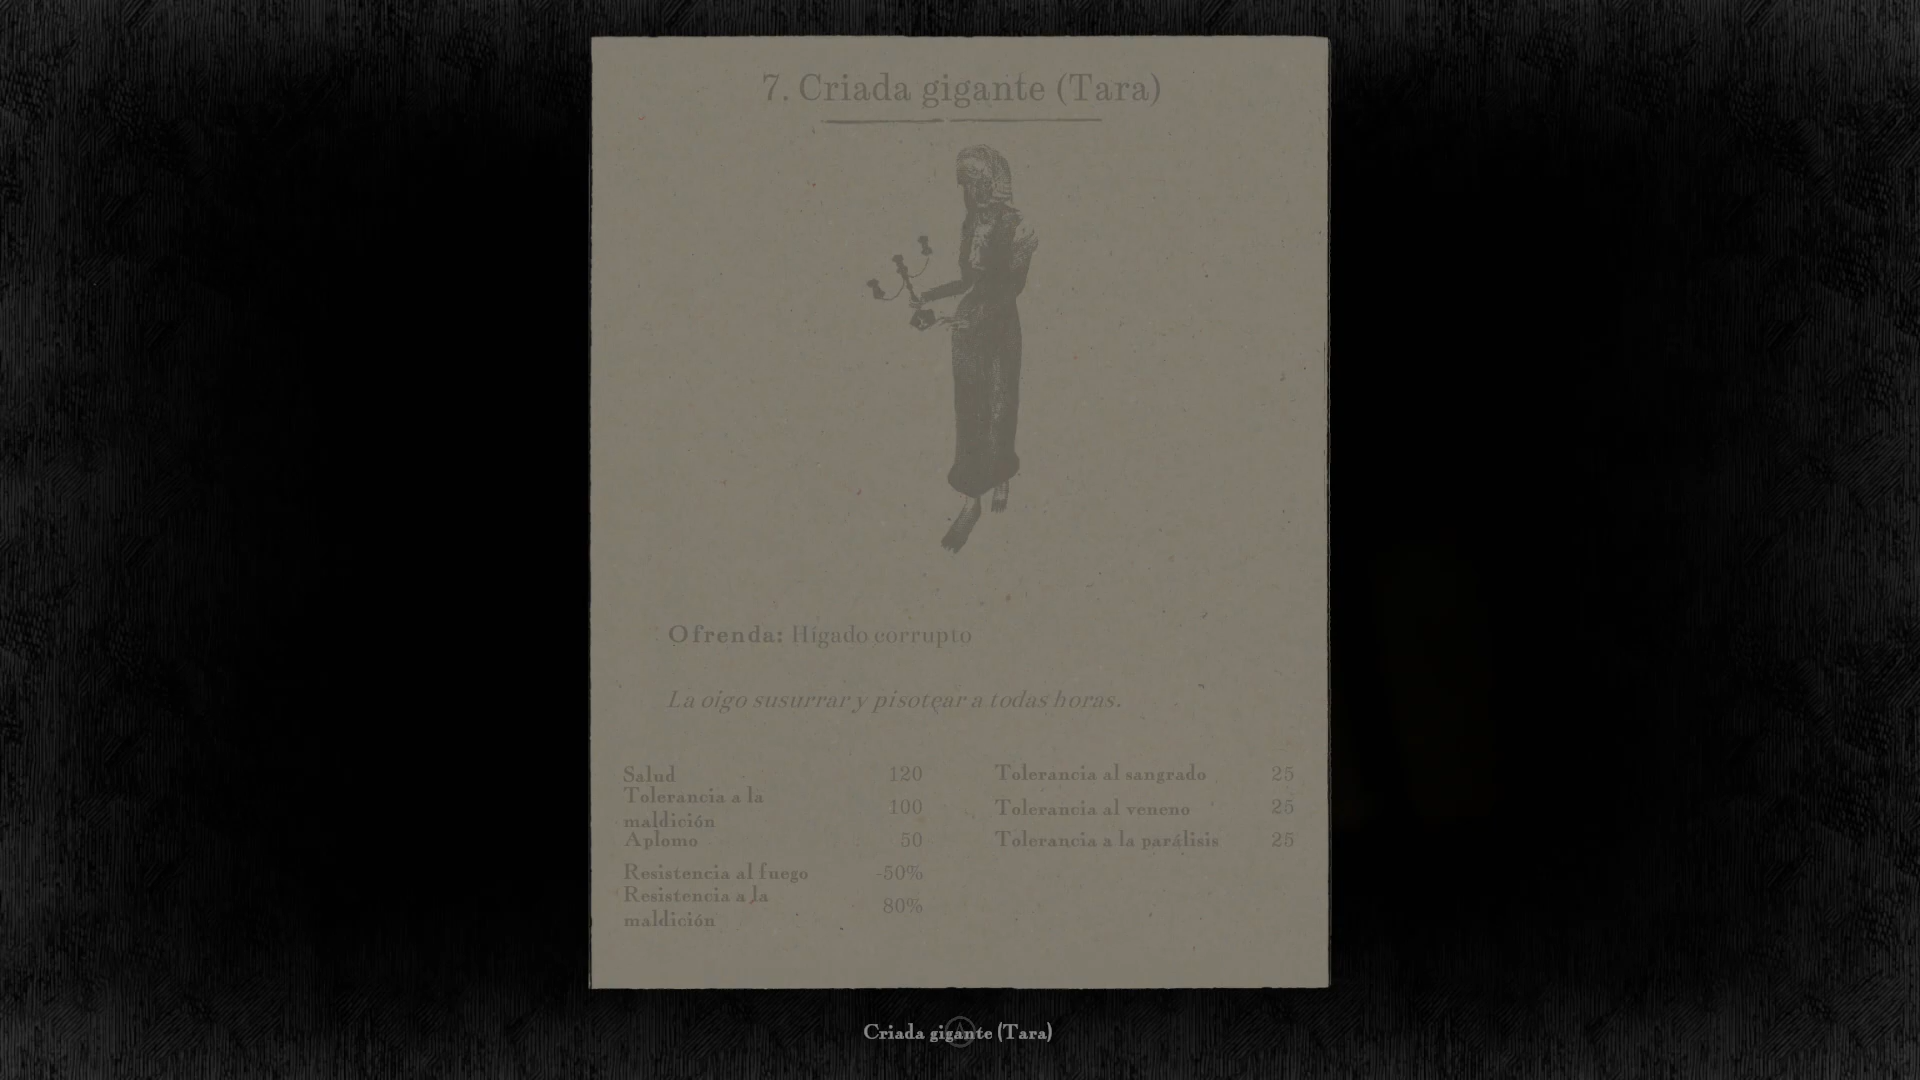 7. Criada gigante (Tara)
Ofrenda: Hígado corrupto
La oigo susurrar y pisotear a todas horas.
Salud 120
Tolerancia a la
maldición 100
Aplomo 50
Resistencia al fuego -50%
Resistencia a la
maldición 80%
Tolerancia al sangrado 25
Tolerancia al veneno 25
Tolerancia a la parálisis 25
Criada gigante (Tara)